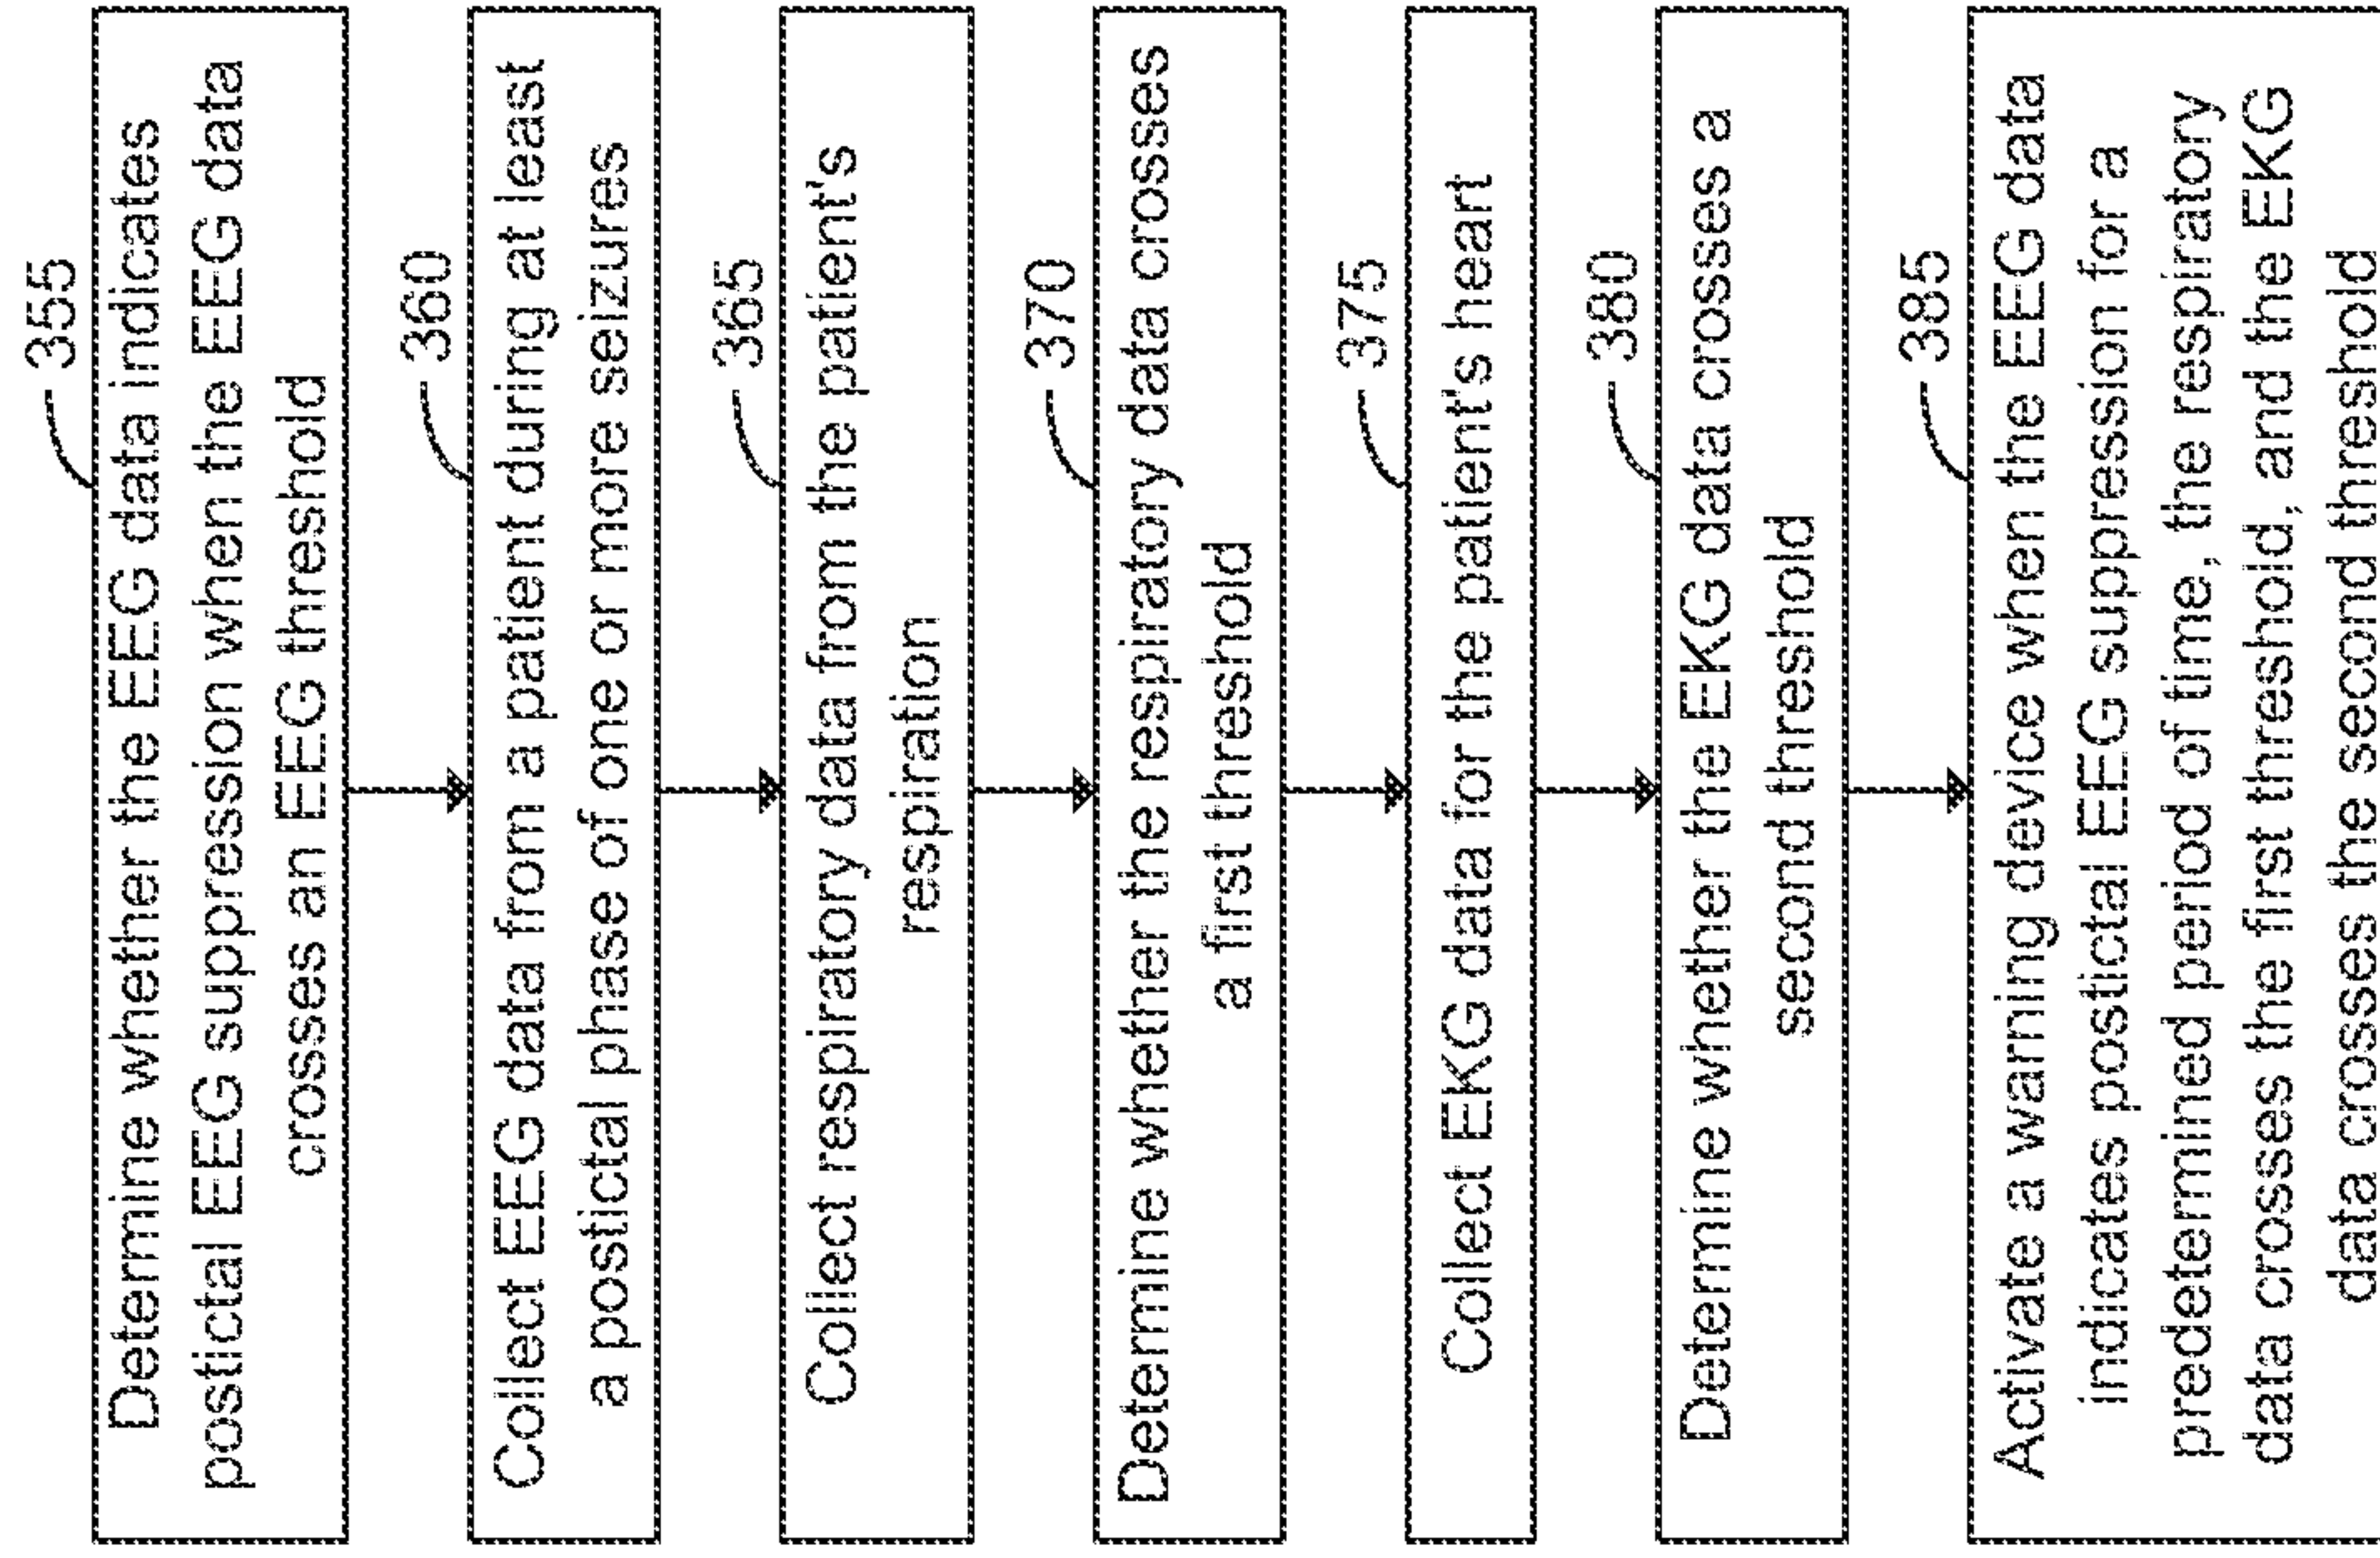 355
Determine whether the EEG data indicates
postictal EEG suppression when the EEG data
crosses an EEG threshold
360
Collect EEG data from a patient during at least
a postictal phase of one or more seizures
365
Collect respiratory data from the patient's
respiration
370
Determine whether the respiratory data crosses
a first threshold
375
Collect EKG data for the patient's heart
380
Determine whether the EKG data crosses a
second threshold
385
Activate a warning device when the EEG data
indicates postictal EEG suppression for a
predetermined period of time, the respiratory
data crosses the first threshold, and the EKG
data crosses the second threshold